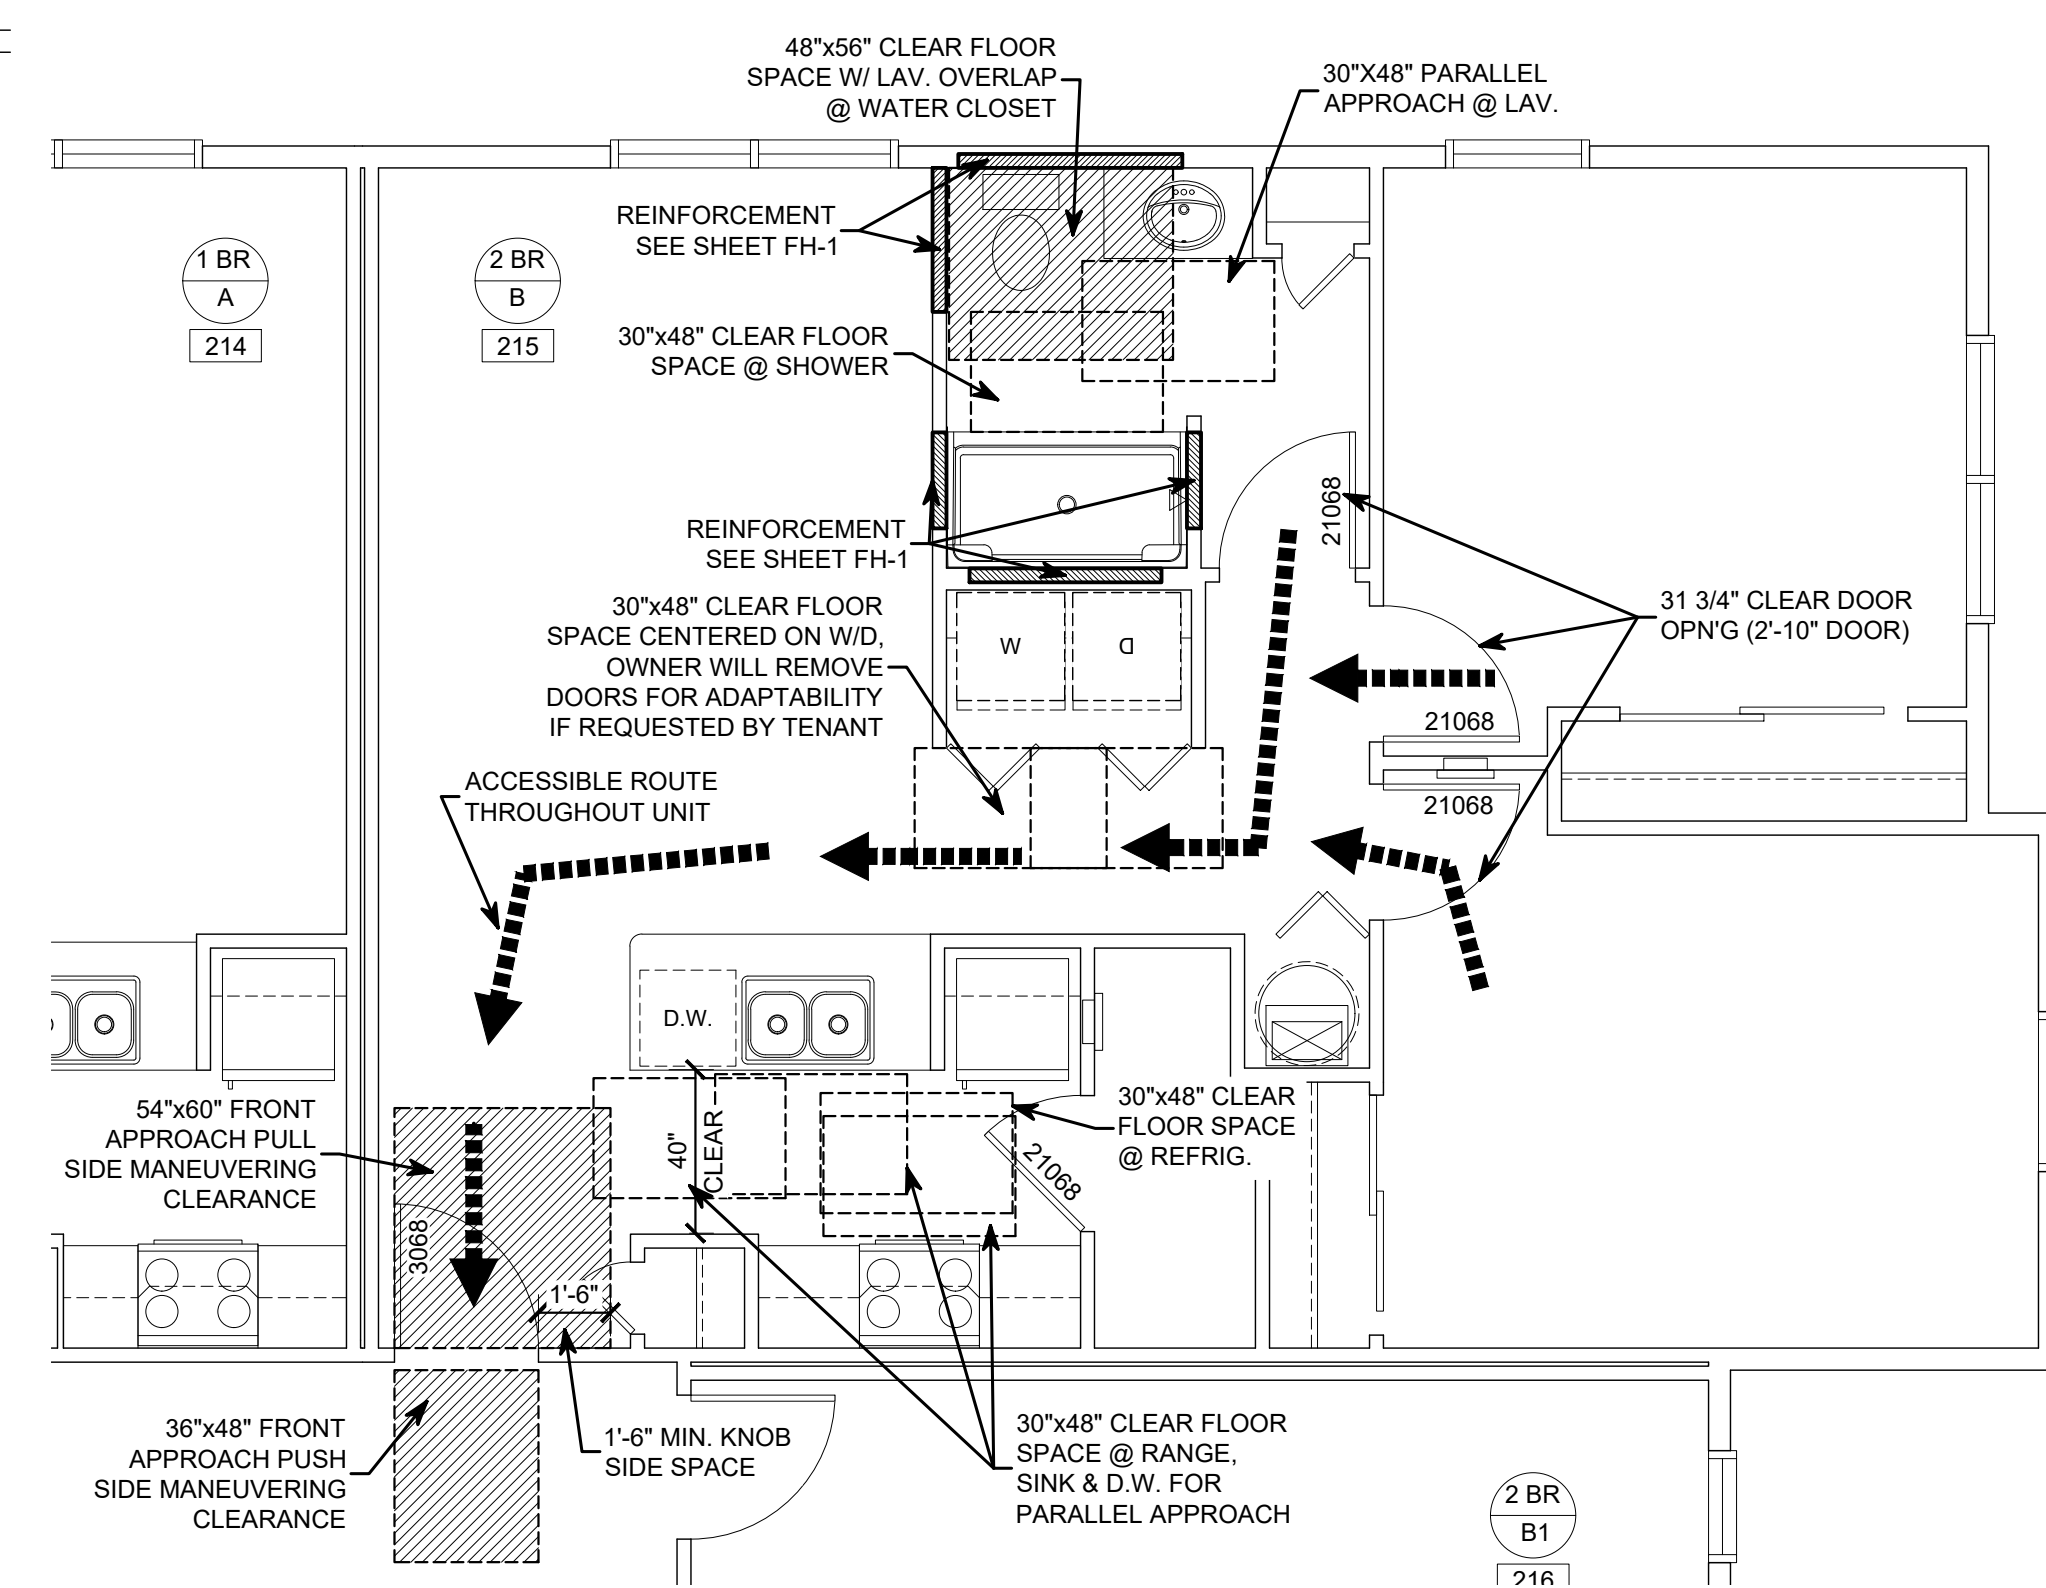 48"x56" CLEAR FLOOR
SPACE W/ LAV. OVERLAP
@ WATER CLOSET
30"X48" PARALLEL
APPROACH @ LAV.
REINFORCEMENT
SEE SHEET FH-1
1 BR
A
214
2 BR
B
215
30"x48" CLEAR FLOOR
SPACE @ SHOWER
REINFORCEMENT
SEE SHEET FH-1
21068
31 3/4" CLEAR DOOR
OPN'G (2'-10" DOOR)
30"x48" CLEAR FLOOR
SPACE CENTERED ON W/D,
OWNER WILL REMOVE
DOORS FOR ADAPTABILITY
IF REQUESTED BY TENANT
W
D
21068
21068
ACCESSIBLE ROUTE
THROUGHOUT UNIT
D.W.
54"x60" FRONT
APPROACH PULL
SIDE MANEUVERING
CLEARANCE
40"
CLEAR
30"x48" CLEAR
FLOOR SPACE
@ REFRIG.
21068
3068
1'-6"
36"x48" FRONT
APPROACH PUSH
SIDE MANEUVERING
CLEARANCE
1'-6" MIN. KNOB
SIDE SPACE
30"x48" CLEAR FLOOR
SPACE @ RANGE,
SINK & D.W. FOR
PARALLEL APPROACH
2 BR
B1
216